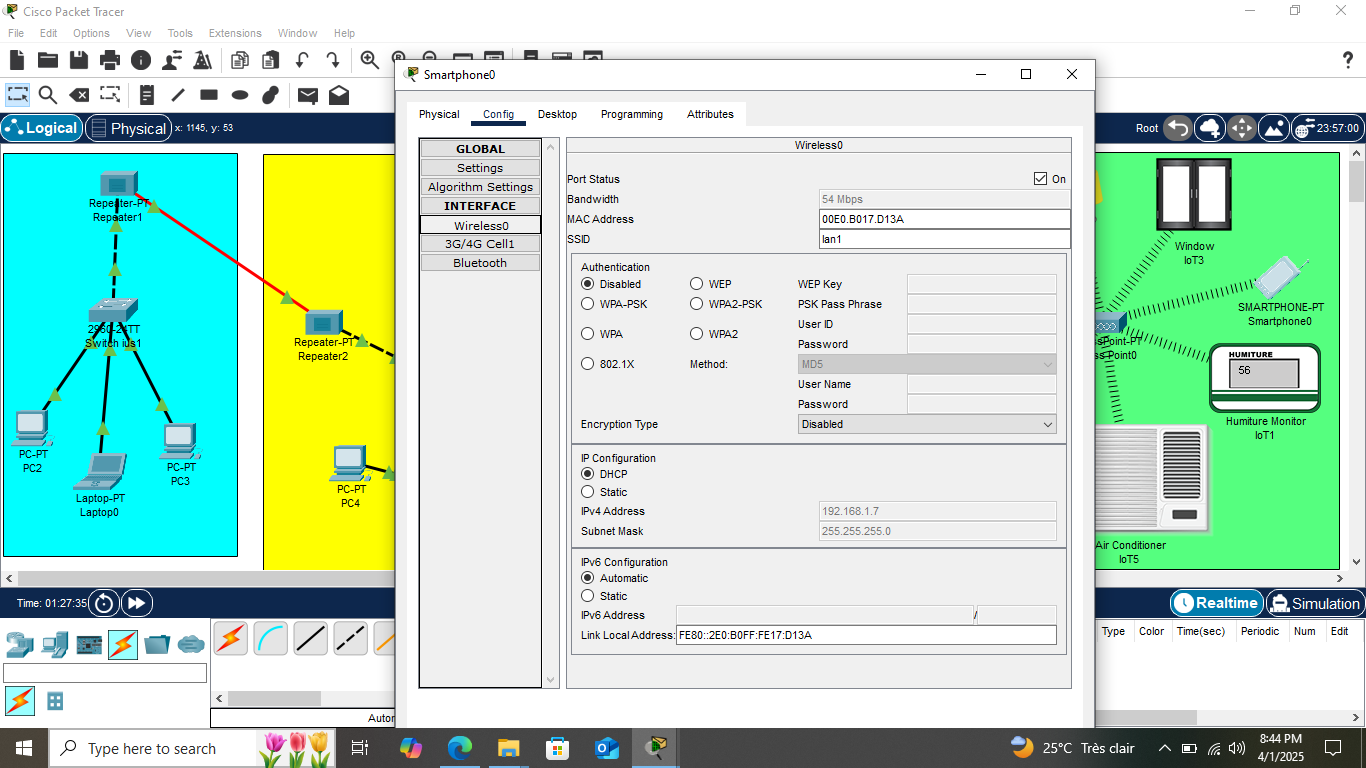 Cisco Packet Tracer
File Edit Options View Tools Extensions Window Help
Smartphone0
Physical Config Desktop Programming Attributes
Logical Physical x: 1145, y: 53
Root 23:57:00
GLOBAL
Settings
Algorithm Settings
INTERFACE
Wireless0
3G/4G Cell1
Bluetooth
Wireless0
Port Status On
Bandwidth 54 Mbps
MAC Address 00E0.B017.D13A
SSID lan1
Authentication
Disabled WEP WEP Key
WPA-PSK WPA2-PSK PSK Pass Phrase
User ID
WPA WPA2
Password
802.1X Method: MD5
User Name
Password
Encryption Type Disabled
IP Configuration
DHCP
Static
IPv4 Address 192.168.1.7
Subnet Mask 255.255.255.0
IPv6 Configuration
Automatic
Static
IPv6 Address /
Link Local Address: FE80::2E0:B0FF:FE17:D13A
Repeater-PT
Repeater1
2960-24TT
Switch ius1
PC-PT
PC2
Laptop-PT
Laptop0
PC-PT
PC3
Repeater-PT
Repeater2
PC-PT
PC4
Window
IoT3
SMARTPHONE-PT
Smartphone0
ssPoint-PT
s Point0
HUMITURE
56
Humiture Monitor
IoT1
Air Conditioner
IoT5
Time: 01:27:35
Realtime Simulation
Type Color Time(sec) Periodic Num Edit
Autor
Type here to search
25°C Très clair
8:44 PM
4/1/2025